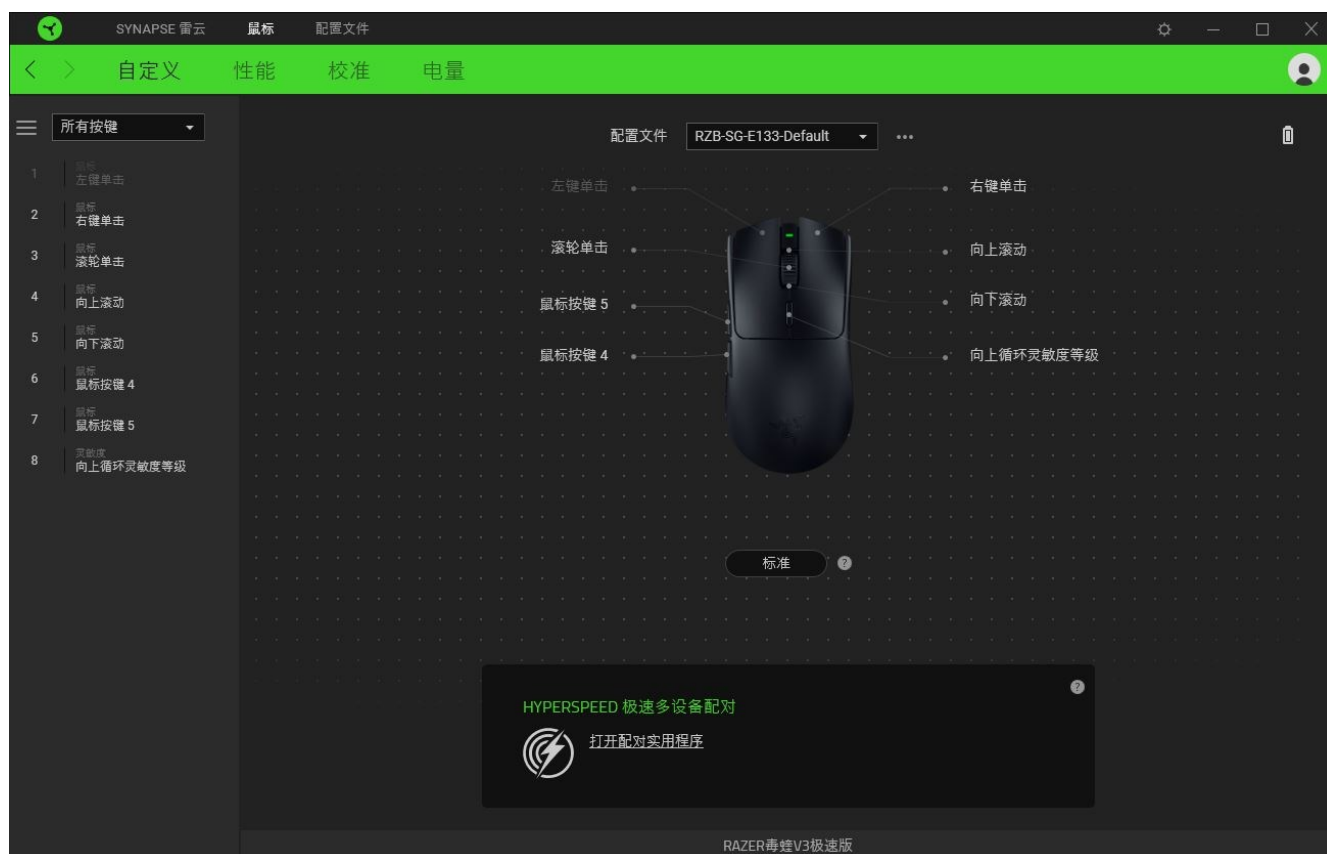 SYNAPSE 雷云 鼠标 配置文件
自定义 性能 校准 电量
所有按键
配置文件 RZB-SG-E133-Default
1 鼠标
左键单击
2 鼠标
右键单击
3 鼠标
滚轮单击
4 鼠标
向上滚动
5 鼠标
向下滚动
6 鼠标
鼠标按键 4
7 鼠标
鼠标按键 5
8 灵敏度
向上循环灵敏度等级
左键单击
右键单击
滚轮单击
向上滚动
鼠标按键 5
向下滚动
鼠标按键 4
向上循环灵敏度等级
标准 ?
?
HYPERSPEED 极速多设备配对
打开配对实用程序
RAZER毒蝰V3极速版